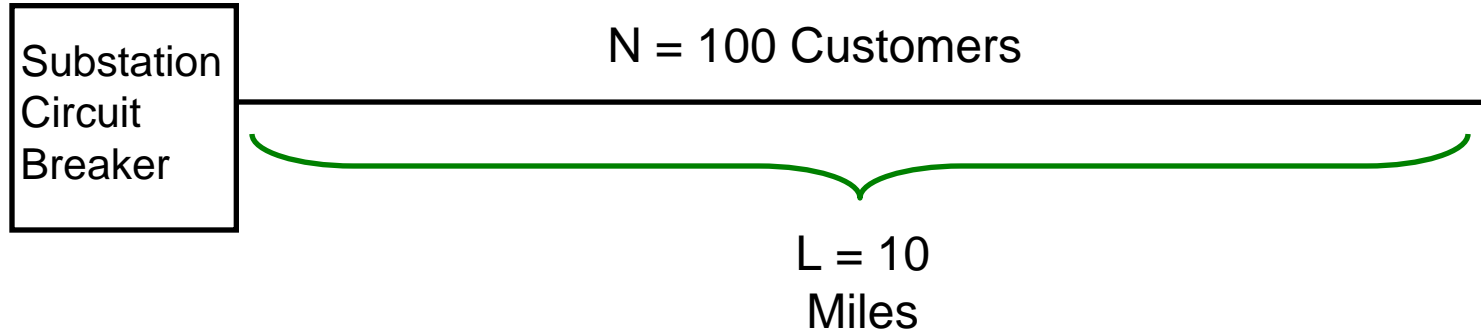 Substation
Circuit
Breaker
N = 100 Customers
L = 10
Miles